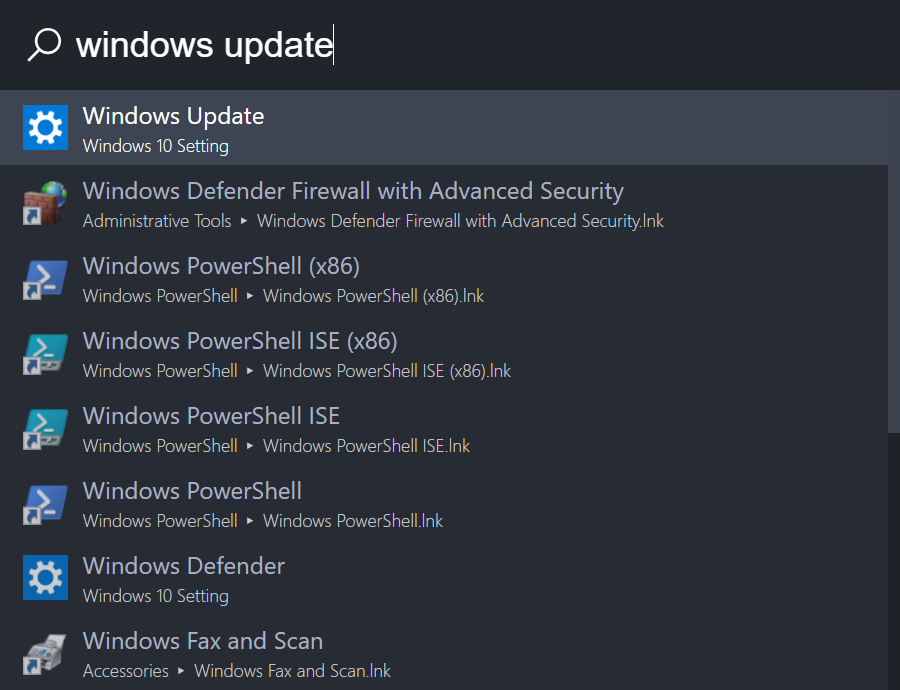 windows update
Windows Update
Windows 10 Setting
Windows Defender Firewall with Advanced Security
Administrative Tools ▸ Windows Defender Firewall with Advanced Security.lnk
Windows PowerShell (x86)
Windows PowerShell ▸ Windows PowerShell (x86).lnk
Windows PowerShell ISE (x86)
Windows PowerShell ▸ Windows PowerShell ISE (x86).lnk
Windows PowerShell ISE
Windows PowerShell ▸ Windows PowerShell ISE.lnk
Windows PowerShell
Windows PowerShell ▸ Windows PowerShell.lnk
Windows Defender
Windows 10 Setting
Windows Fax and Scan
Accessories ▸ Windows Fax and Scan.lnk